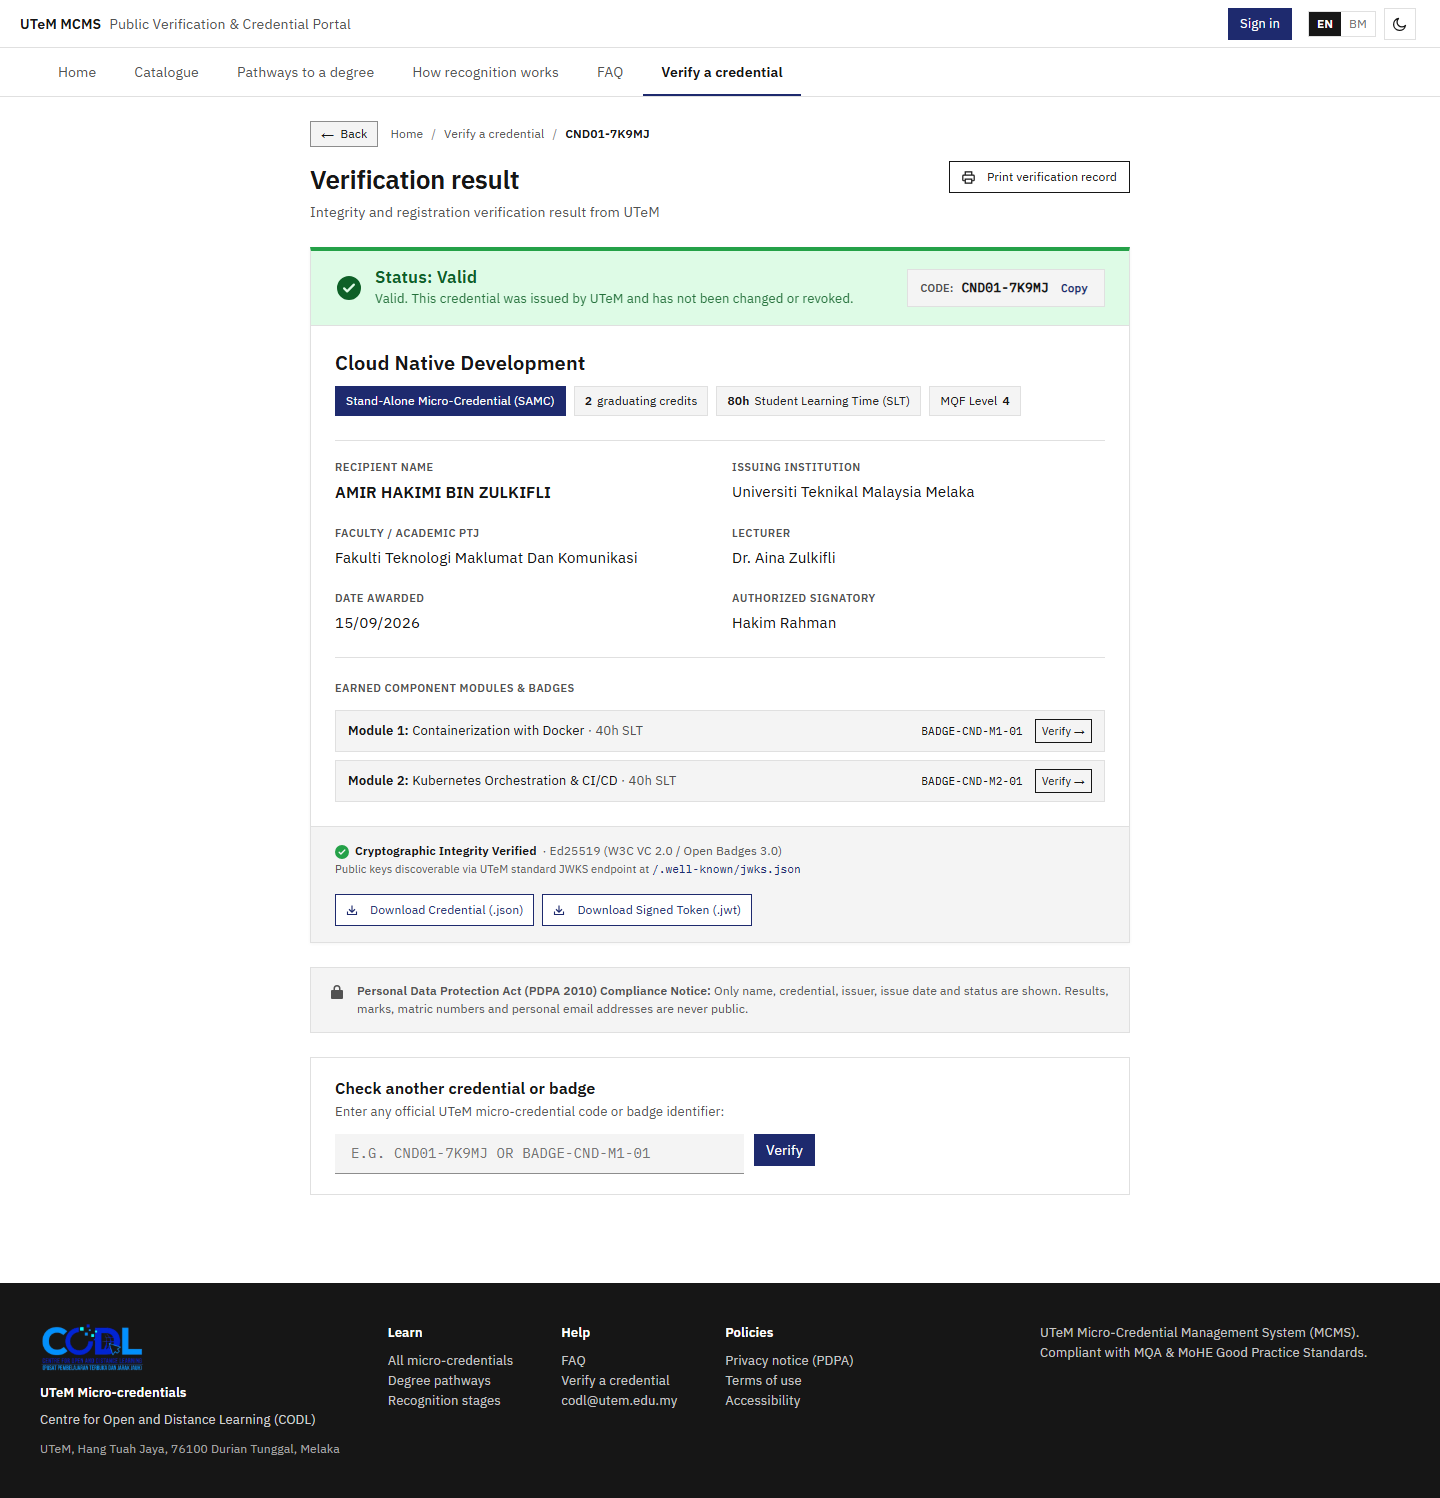 UTeM MCMS Public Verification & Credential Portal
Sign in
EN BM
Home Catalogue Pathways to a degree How recognition works FAQ Verify a credential
← Back Home / Verify a credential / CND01-7K9MJ
Verification result
Print verification record
Integrity and registration verification result from UTeM
Status: Valid
Valid. This credential was issued by UTeM and has not been changed or revoked.
CODE: CND01-7K9MJ Copy
Cloud Native Development
Stand-Alone Micro-Credential (SAMC) 2 graduating credits 80h Student Learning Time (SLT) MQF Level 4
RECIPIENT NAME
AMIR HAKIMI BIN ZULKIFLI
ISSUING INSTITUTION
Universiti Teknikal Malaysia Melaka
FACULTY / ACADEMIC PTJ
Fakulti Teknologi Maklumat Dan Komunikasi
LECTURER
Dr. Aina Zulkifli
DATE AWARDED
15/09/2026
AUTHORIZED SIGNATORY
Hakim Rahman
EARNED COMPONENT MODULES & BADGES
Module 1: Containerization with Docker · 40h SLT BADGE-CND-M1-01 Verify →
Module 2: Kubernetes Orchestration & CI/CD · 40h SLT BADGE-CND-M2-01 Verify →
Cryptographic Integrity Verified · Ed25519 (W3C VC 2.0 / Open Badges 3.0)
Public keys discoverable via UTeM standard JWKS endpoint at /.well-known/jwks.json
Download Credential (.json) Download Signed Token (.jwt)
Personal Data Protection Act (PDPA 2010) Compliance Notice: Only name, credential, issuer, issue date and status are shown. Results,
marks, matric numbers and personal email addresses are never public.
Check another credential or badge
Enter any official UTeM micro-credential code or badge identifier:
E.G. CND01-7K9MJ OR BADGE-CND-M1-01
Verify
CODL
UTeM Micro-credentials
Centre for Open and Distance Learning (CODL)
UTeM, Hang Tuah Jaya, 76100 Durian Tunggal, Melaka
Learn
All micro-credentials
Degree pathways
Recognition stages
Help
FAQ
Verify a credential
codl@utem.edu.my
Policies
Privacy notice (PDPA)
Terms of use
Accessibility
UTeM Micro-Credential Management System (MCMS).
Compliant with MQA & MoHE Good Practice Standards.